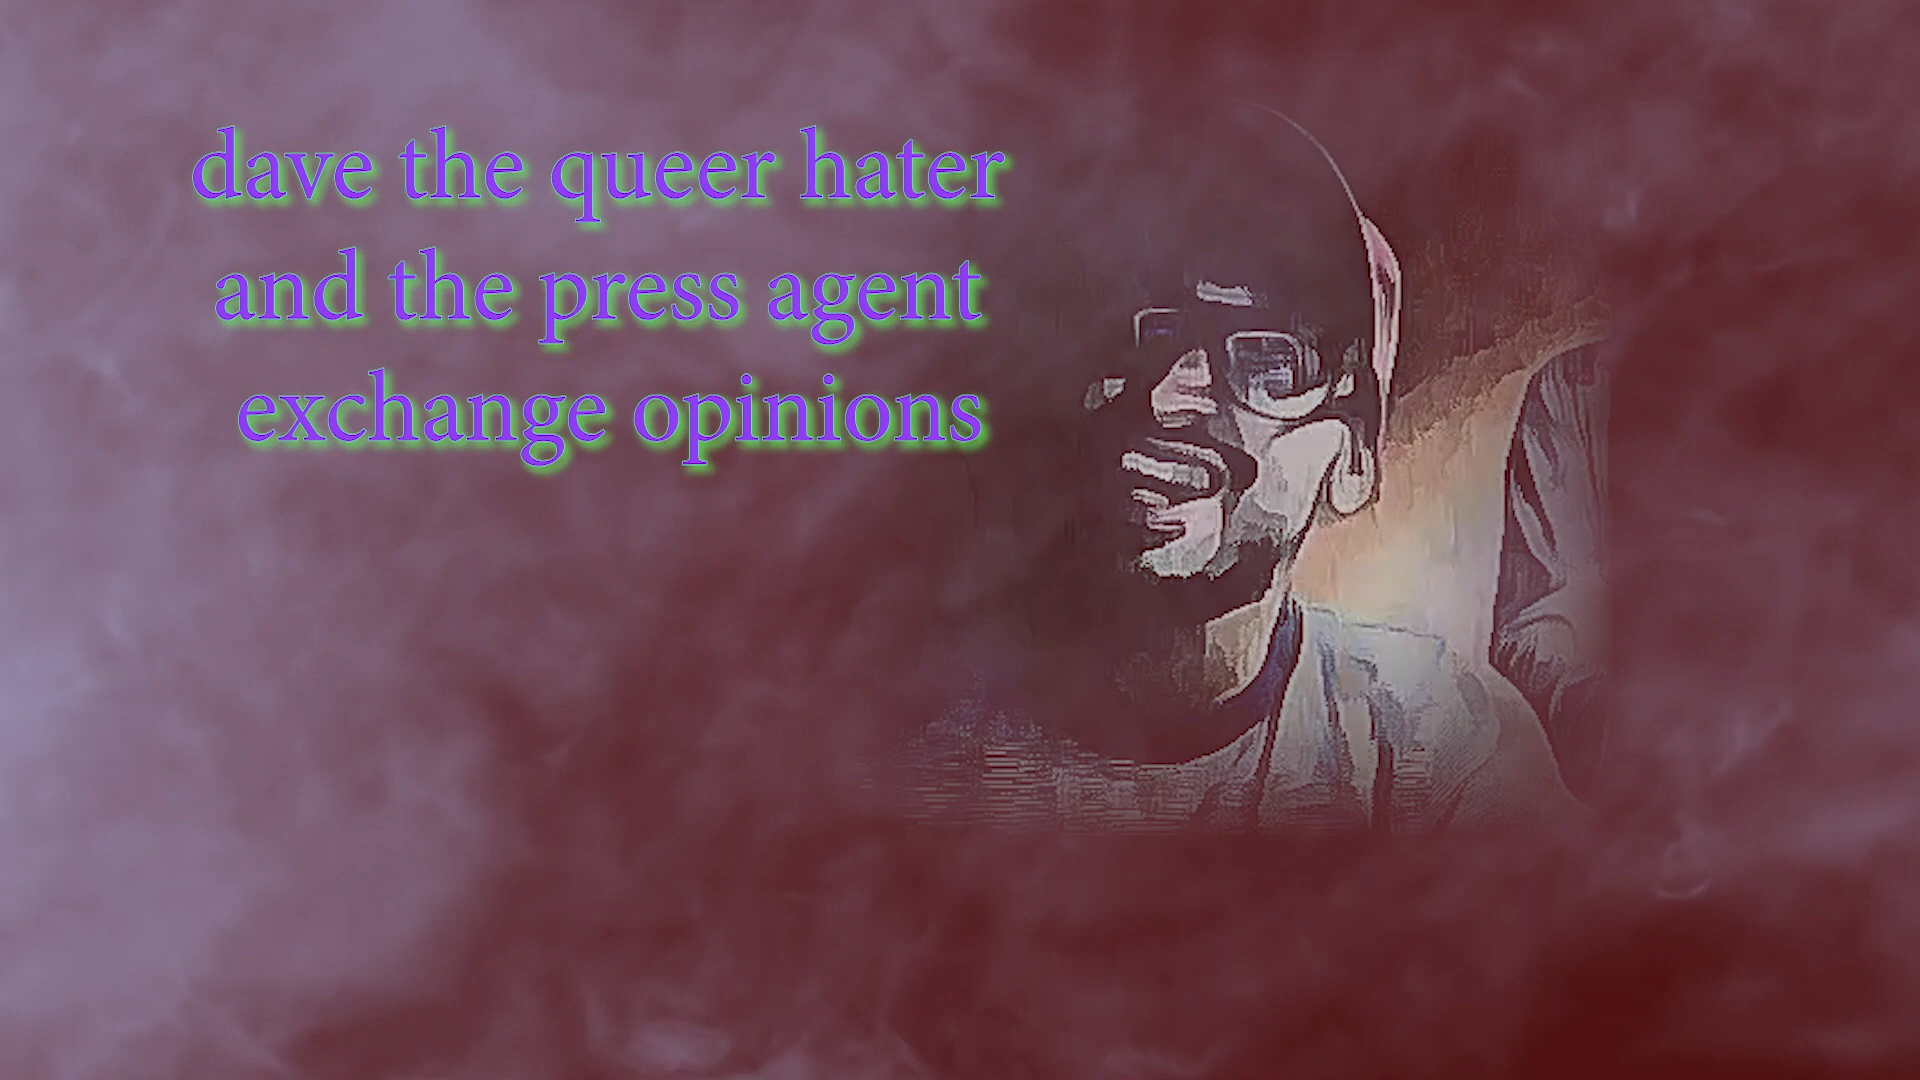 dave the queer hater
and the press agent
exchange opinions